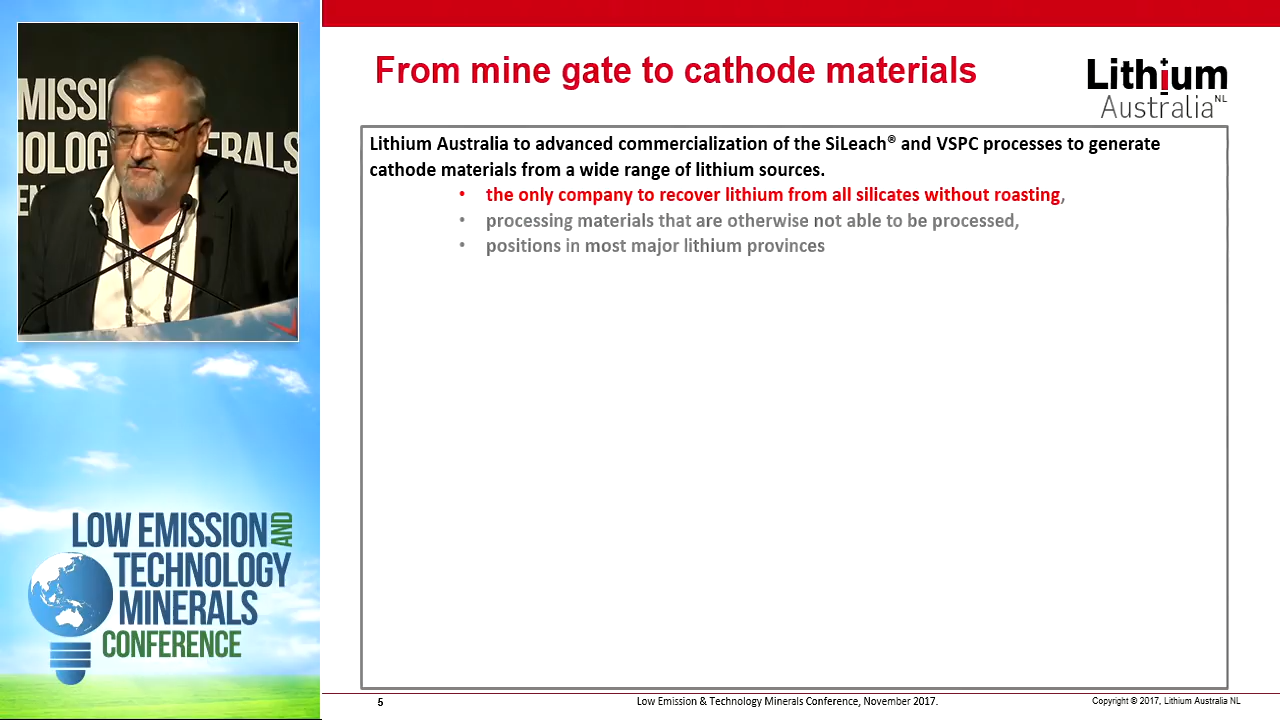 MISSI
NOLOG ERALS
EN
From mine gate to cathode materials
Lithium
Australia NL
Lithium Australia to advanced commercialization of the SiLeach® and VSPC processes to generate
cathode materials from a wide range of lithium sources.
• the only company to recover lithium from all silicates without roasting,
• processing materials that are otherwise not able to be processed,
• positions in most major lithium provinces
LOW EMISSION AND
TECHNOLOGY
MINERALS
CONFERENCE
5
Low Emission & Technology Minerals Conference, November 2017.
Copyright © 2017, Lithium Australia NL